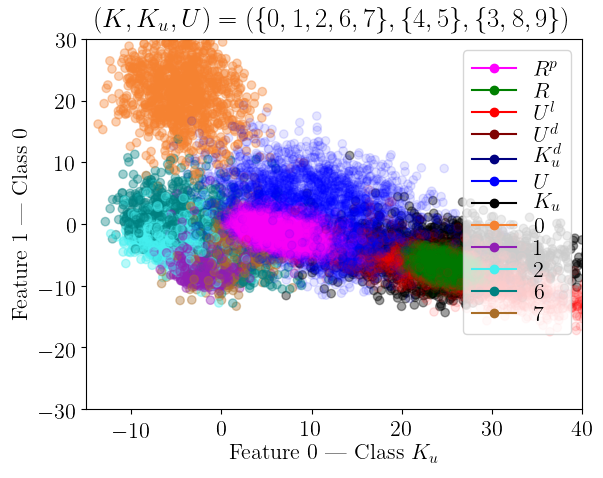 (K, K_u, U) = ({0, 1, 2, 6, 7}, {4, 5}, {3, 8, 9})
30
20
10
0
−10
−20
−30
Feature 1 — Class 0
R^p
R
U^l
U^d
K_u^d
U
K_u
0
1
2
6
7
−10 0 10 20 30 40
Feature 0 — Class K_u